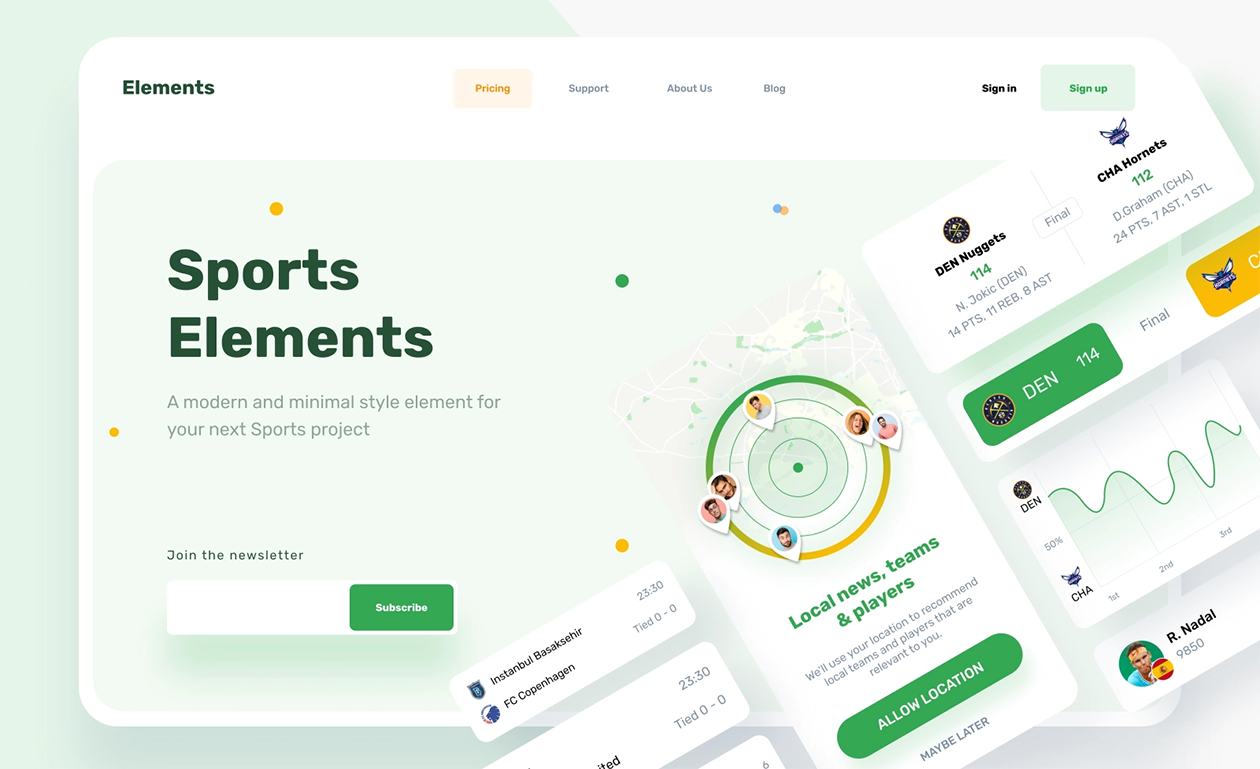 Elements
Pricing
Support
About Us
Blog
Sign in
Sign up
Sports
Elements
A modern and minimal style element for
your next Sports project
Join the newsletter
Subscribe
CHA Hornets
112
D.Graham (CHA)
24 PTS, 7 AST, 1 STL
Final
DEN Nuggets
114
N. Jokic (DEN)
14 PTS, 11 REB, 8 AST
DEN
114
Final
DEN
50%
CHA
1st
2nd
3rd
R. Nadal
9850
Local news, teams
& players
We'll use your location to recommend
local teams and players that are
relevant to you.
ALLOW LOCATION
MAYBE LATER
23:30
Tied 0 - 0
Instanbul Basaksehir
FC Copenhagen
23:30
Tied 0 - 0